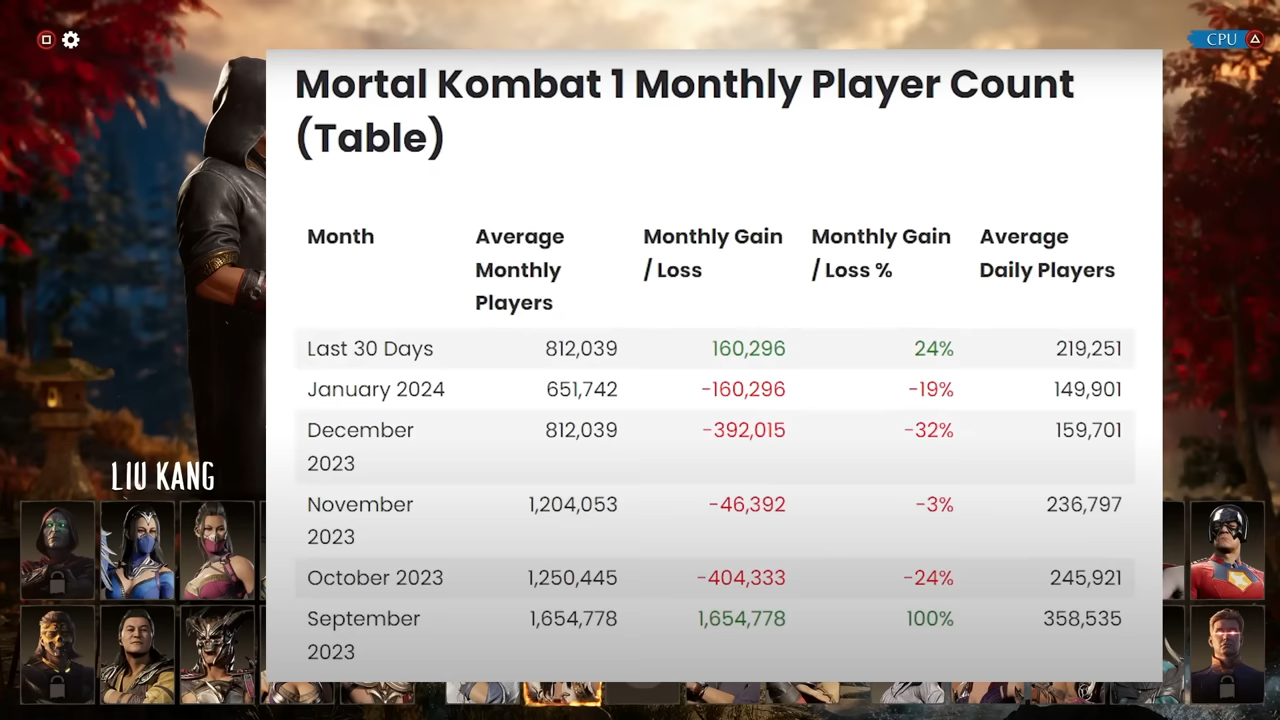 CPU
Mortal Kombat 1 Monthly Player Count
(Table)
Month Average Monthly Gain Monthly Gain Average
Monthly / Loss / Loss % Daily Players
Players
Last 30 Days 812,039 160,296 24% 219,251
January 2024 651,742 -160,296 -19% 149,901
December 812,039 -392,015 -32% 159,701
2023
November 1,204,053 -46,392 -3% 236,797
2023
October 2023 1,250,445 -404,333 -24% 245,921
September 1,654,778 1,654,778 100% 358,535
2023
LIU KANG